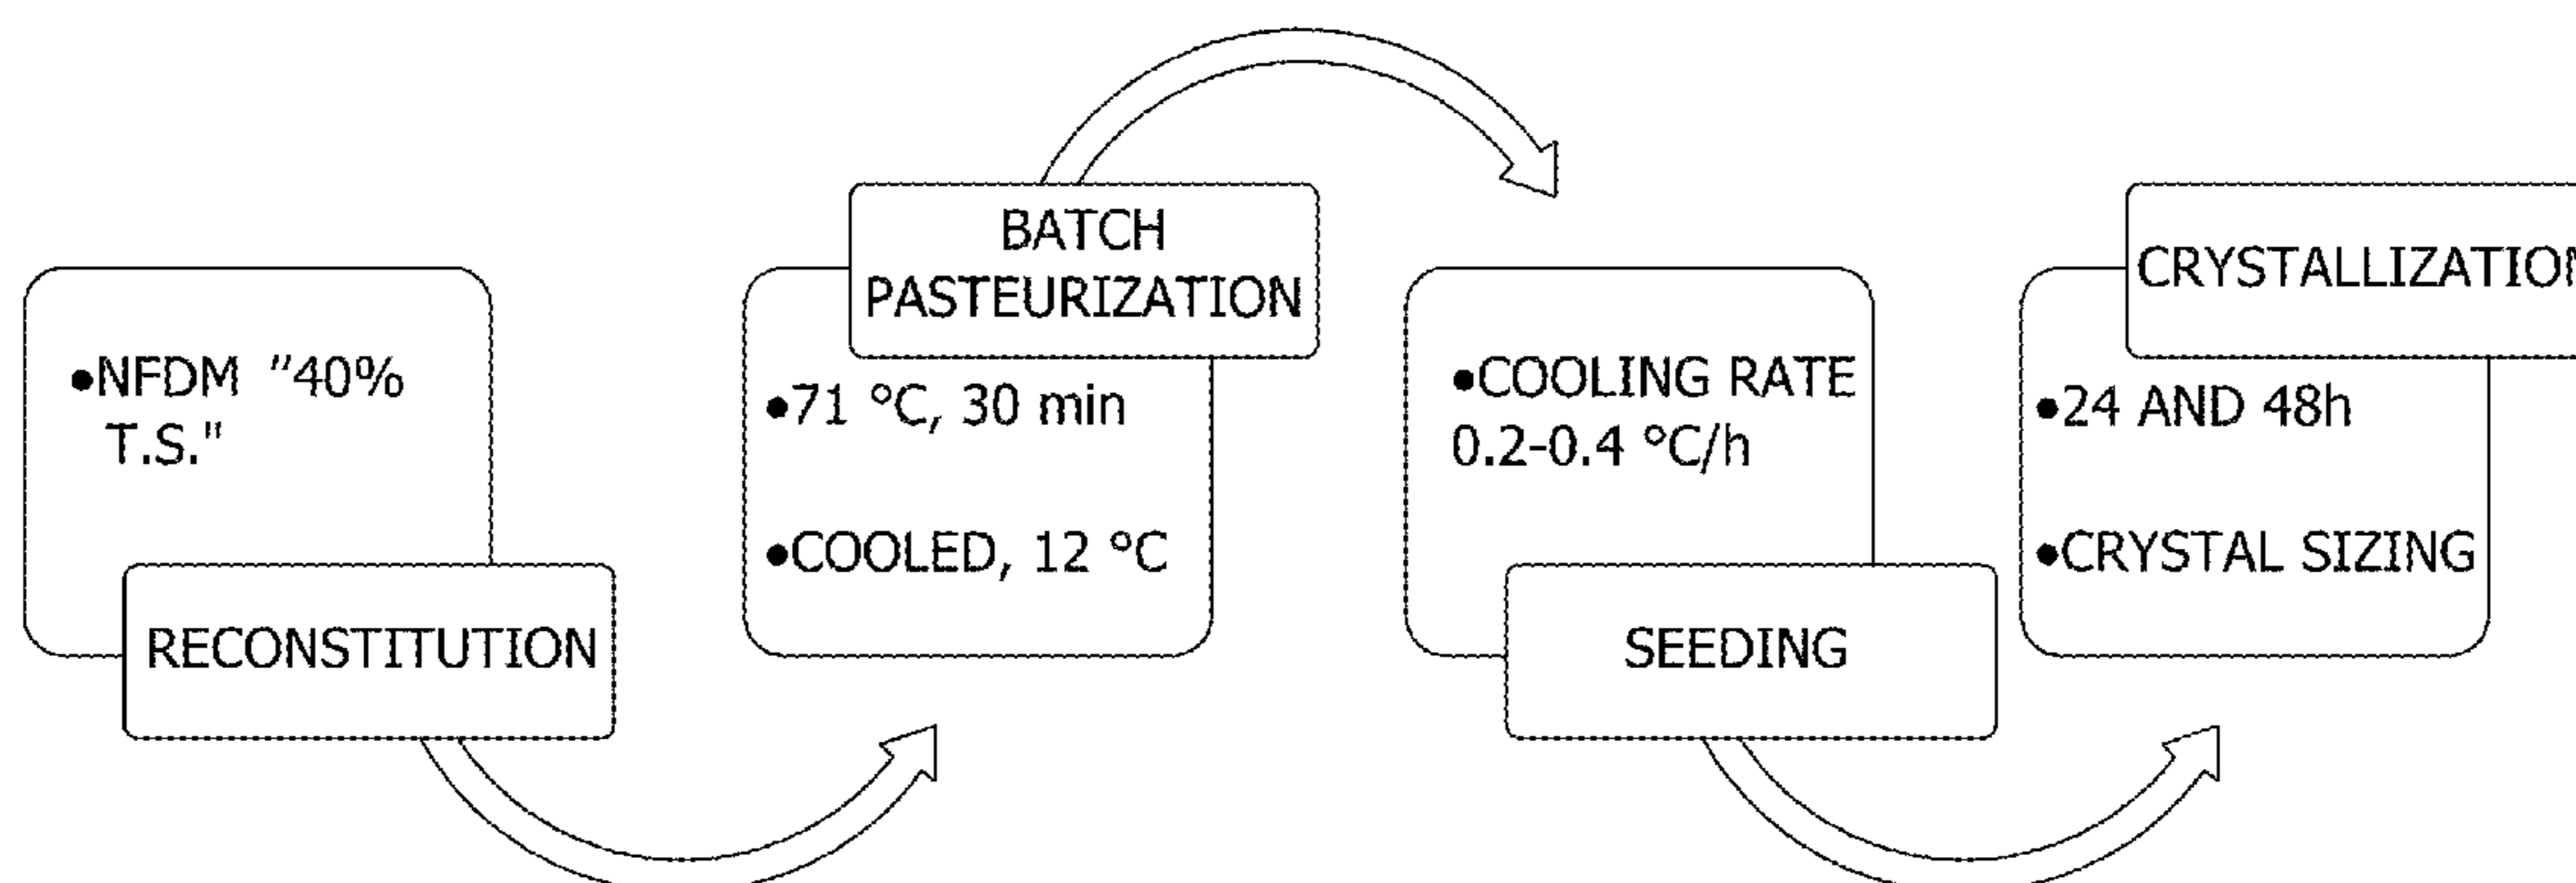 •NFDM "40%
T.S."
RECONSTITUTION
BATCH
PASTEURIZATION
•71 °C, 30 min
•COOLED, 12 °C
•COOLING RATE
0.2-0.4 °C/h
SEEDING
CRYSTALLIZATION
•24 AND 48h
•CRYSTAL SIZING